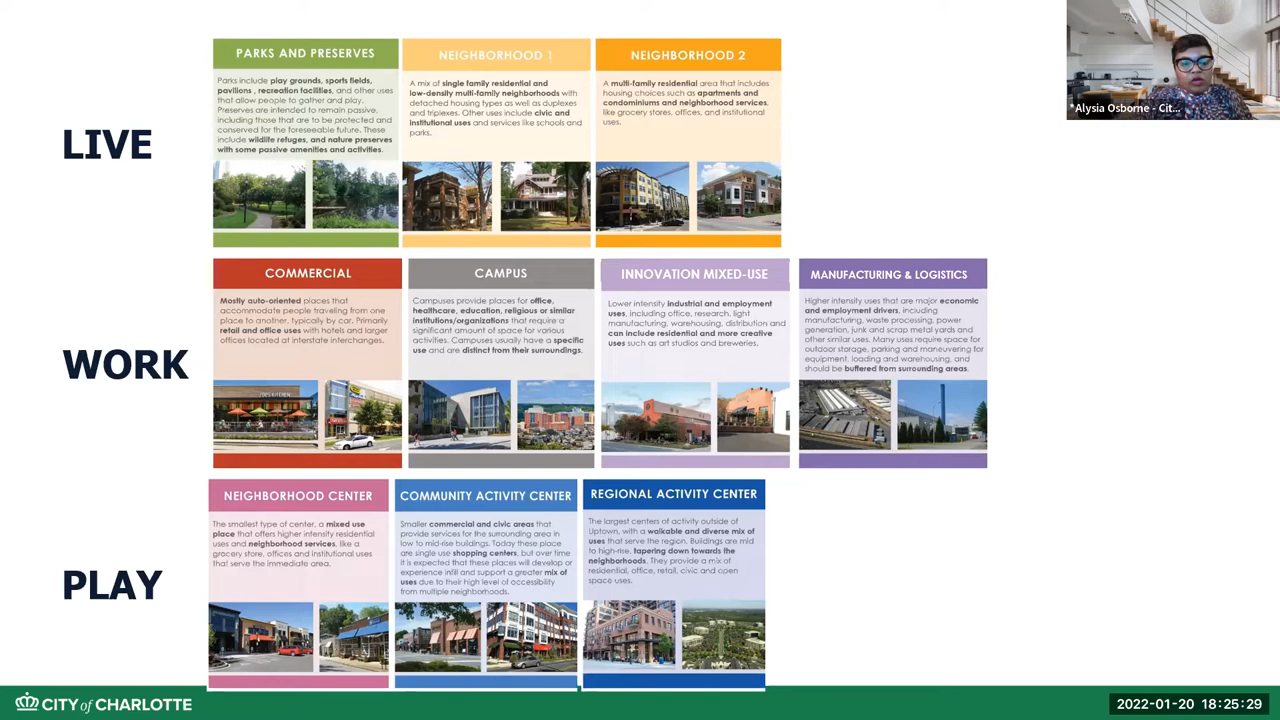 *Alysia Osborne - Cit...
LIVE
PARKS AND PRESERVES
Parks include play grounds, sports fields,
pavilions , recreation facilities, and other uses
that allow people to gather and play.
Preserves are intended to remain passive,
including those that are to be protected and
conserved for the foreseeable future. These
include wildlife refuges, and nature preserves
with some passive amenities and activities.
NEIGHBORHOOD 1
A mix of single family residential and
low-density multi-family neighborhoods with
detached housing types as well as duplexes
and triplexes. Other uses include civic and
institutional uses and services like schools and
parks.
NEIGHBORHOOD 2
A multi-family residential area that includes
housing choices such as apartments and
condominiums and neighborhood services,
like grocery stores, offices, and institutional
uses.
WORK
COMMERCIAL
Mostly auto-oriented places that
accommodate people traveling from one
place to another, typically by car. Primarily
retail and office uses with hotels and larger
offices located at interstate interchanges.
CAMPUS
Campuses provide places for office,
healthcare, education, religious or similar
institutions/organizations that require a
significant amount of space for various
activities. Campuses usually have a specific
use and are distinct from their surroundings.
INNOVATION MIXED-USE
Lower intensity industrial and employment
uses, including office, research, light
manufacturing, warehousing, distribution and
can include residential and more creative
uses such as art studios and breweries.
MANUFACTURING & LOGISTICS
Higher intensity uses that are major economic
and employment drivers, including
manufacturing, waste processing, power
generation, junk and scrap metal yards and
other similar uses. Many uses require space for
outdoor storage, parking and maneuvering for
equipment, loading and warehousing, and
should be buffered from surrounding areas.
PLAY
NEIGHBORHOOD CENTER
The smallest type of center, a mixed use
place that offers higher intensity residential
uses and neighborhood services, like a
grocery store, offices and institutional uses
that serve the immediate area.
COMMUNITY ACTIVITY CENTER
Smaller commercial and civic areas that
provide services for the surrounding area in
low to mid-rise buildings. Today these place
are single use shopping centers, but over time
it is expected that these places will develop or
experience infill and support a greater mix of
uses due to their high level of accessibility
from multiple neighborhoods.
REGIONAL ACTIVITY CENTER
The largest centers of activity outside of
Uptown, with a walkable and diverse mix of
uses that serve the region. Buildings are mid
to high-rise, tapering down towards the
neighborhoods. They provide a mix of
residential, office, retail, civic and open
space uses.
CITY of CHARLOTTE
2022-01-20 18:25:29